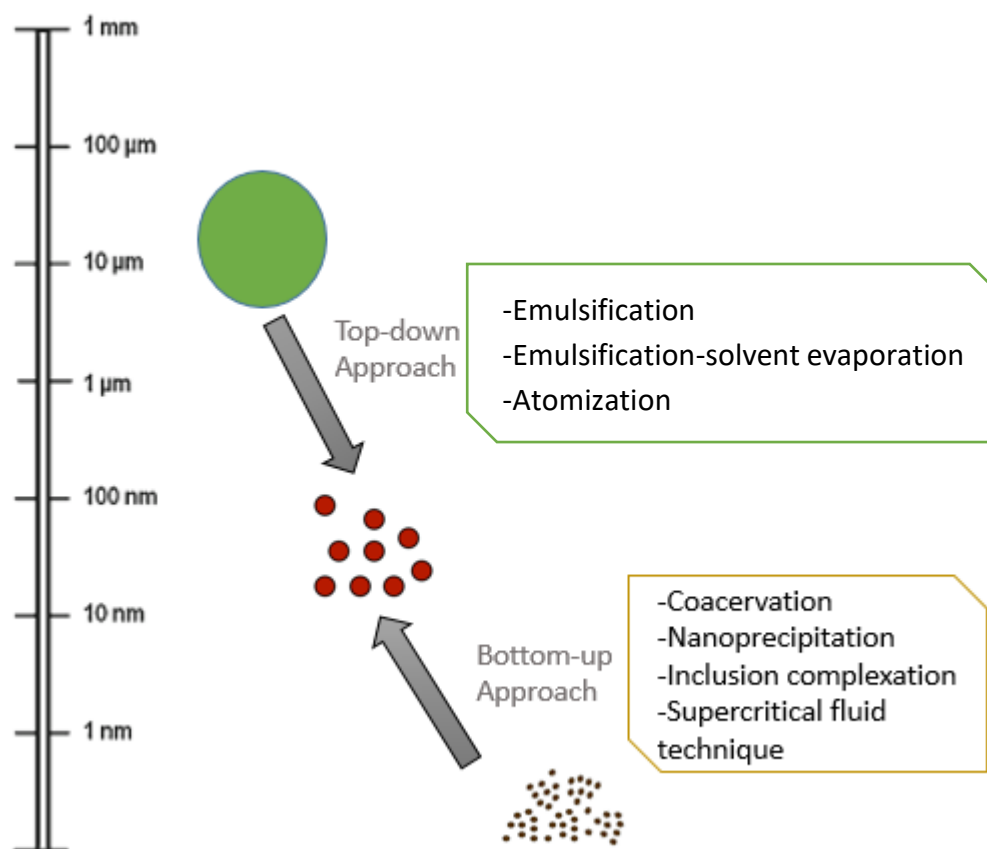 1 mm
100 µm
10 µm
1 µm
100 nm
10 nm
1 nm
Top-down
Approach
-Emulsification
-Emulsification-solvent evaporation
-Atomization
Bottom-up
Approach
-Coacervation
-Nanoprecipitation
-Inclusion complexation
-Supercritical fluid
technique